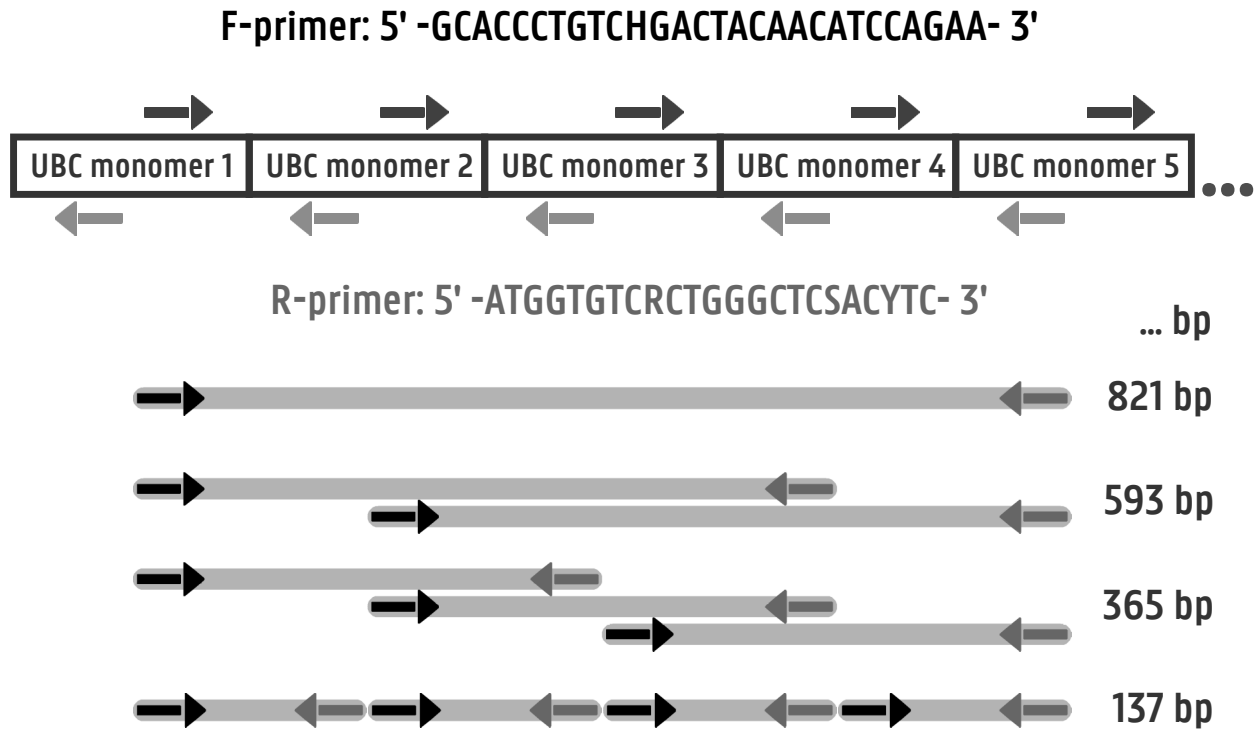 F-primer: 5' -GCACCCTGTCHGACTACAACATCCAGAA- 3'
UBC monomer 1 UBC monomer 2 UBC monomer 3 UBC monomer 4 UBC monomer 5
R-primer: 5' -ATGGTGTCRCTGGGCTCSACYTC- 3'
... bp
821 bp
593 bp
365 bp
137 bp